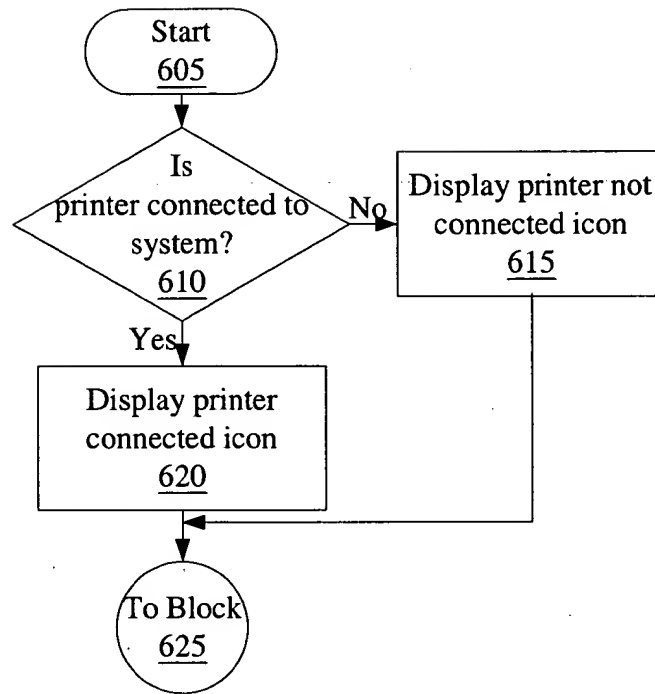 Start
605
Is
printer connected to
system?
610
No
Display printer not
connected icon
615
Yes
Display printer
connected icon
620
To Block
625